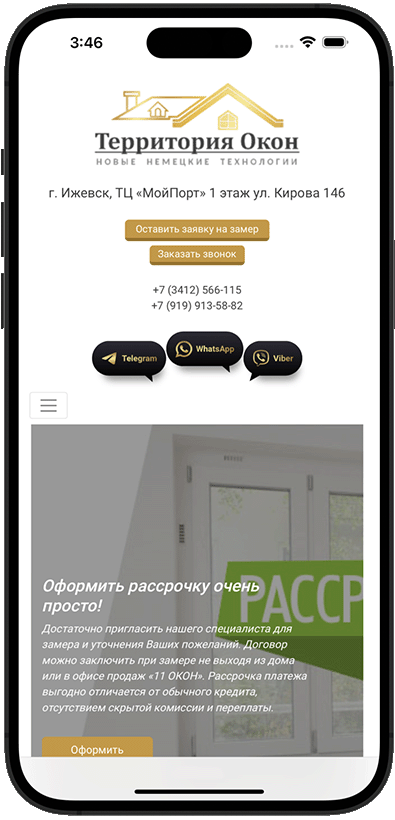 3:46
Территория Окон
НОВЫЕ НЕМЕЦКИЕ ТЕХНОЛОГИИ
г. Ижевск, ТЦ «МойПорт» 1 этаж ул. Кирова 146
Оставить заявку на замер
Заказать звонок
+7 (3412) 566-115
+7 (919) 913-58-82
Telegram
WhatsApp
Viber
РАССР
Оформить рассрочку очень
просто!
Достаточно пригласить нашего специалиста для
замера и уточнения Ваших пожеланий. Договор
можно заключить при замере не выходя из дома
или в офисе продаж «11 ОКОН». Рассрочка платежа
выгодно отличается от обычного кредита,
отсутствием скрытой комиссии и переплаты.
Оформить